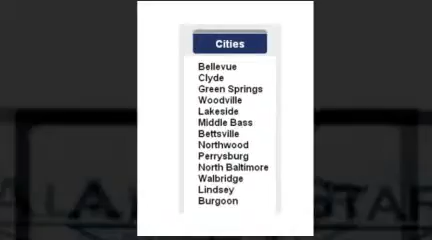 Cities
Bellevue
Clyde
Green Springs
Woodville
Lakeside
Middle Bass
Bettsville
Northwood
Perrysburg
North Baltimore
Walbridge
Lindsey
Burgoon